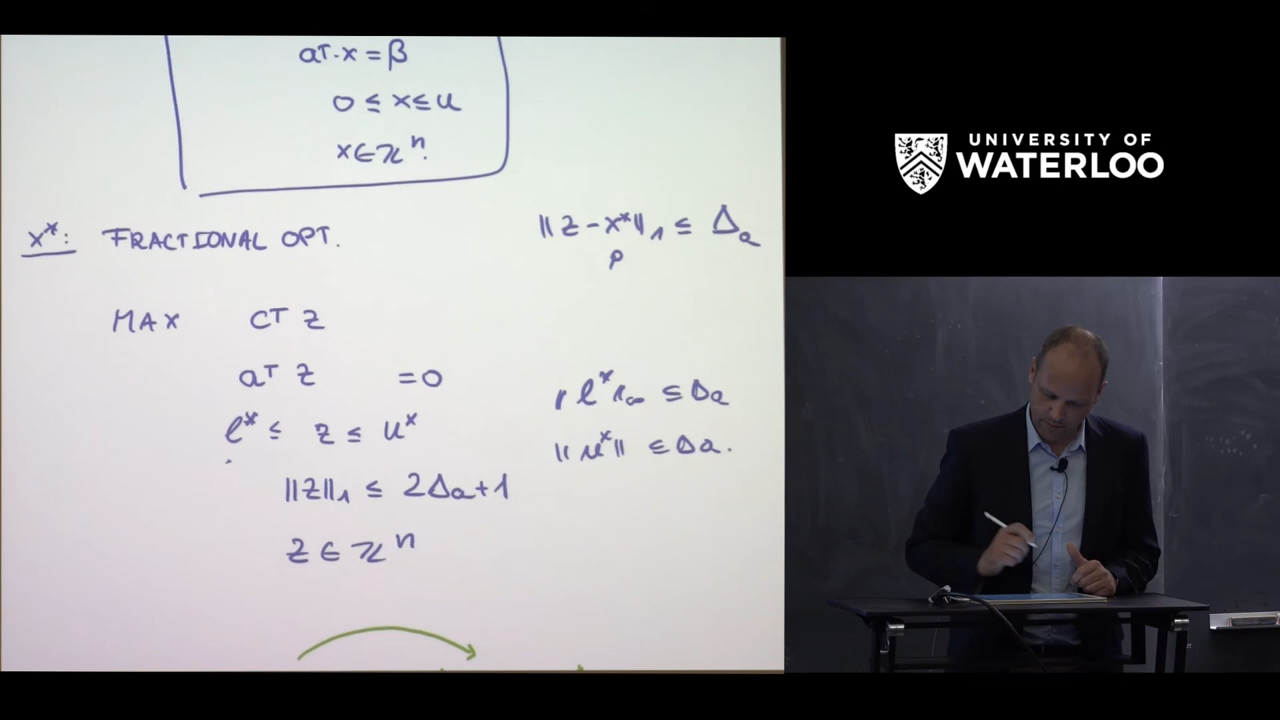 aᵀ·x = β
0 ≤ x ≤ u
x ∈ ℤⁿ.
x*: FRACTIONAL OPT.
‖z - x*‖₁ ≤ Δₐ
MAX cᵀ z
aᵀ z = 0
ℓ* ≤ z ≤ u*
‖z‖₁ ≤ 2Δₐ+1
z ∈ ℤⁿ
‖ℓ*‖∞ ≤ Δₐ
‖u*‖ ≤ Δₐ.
UNIVERSITY OF
WATERLOO